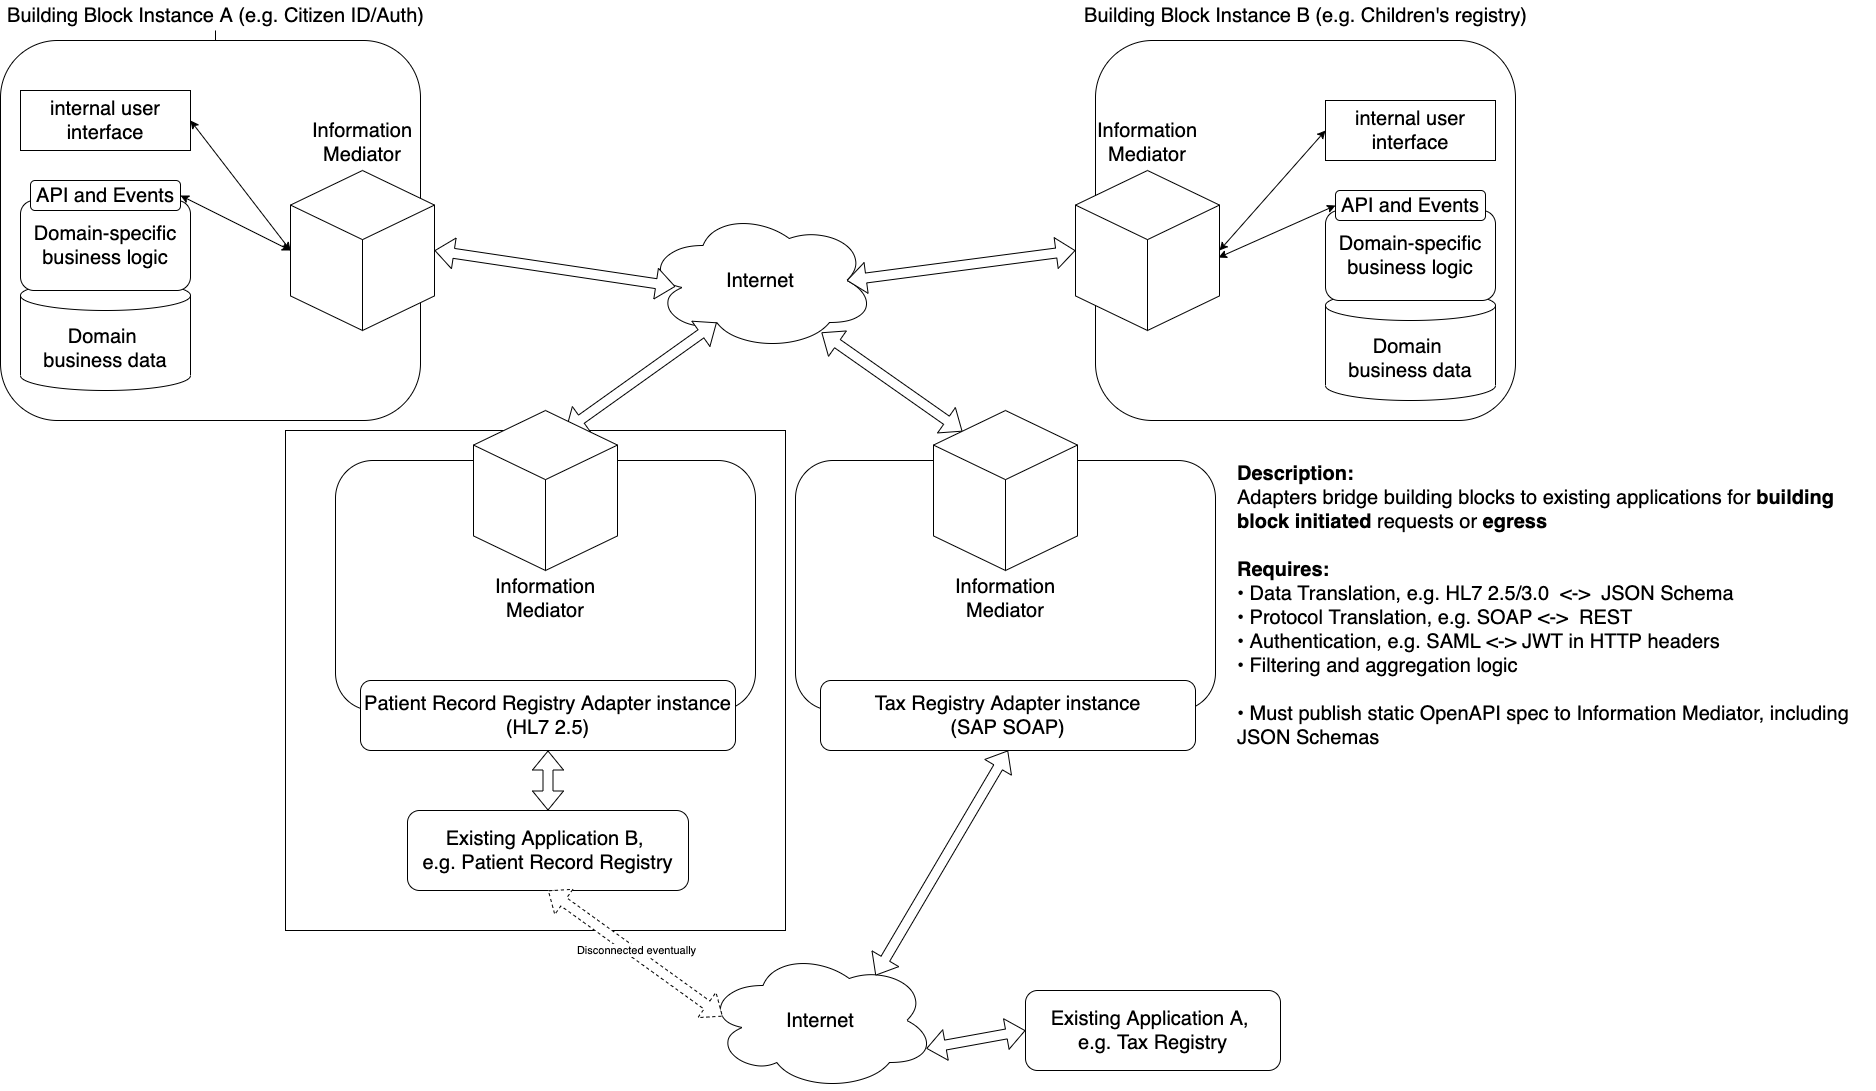 Building Block Instance A (e.g. Citizen ID/Auth)
Building Block Instance B (e.g. Children's registry)
internal user
interface
Information
Mediator
API and Events
Domain-specific
business logic
Domain
business data
Internet
Information
Mediator
internal user
interface
API and Events
Domain-specific
business logic
Domain
business data
Information
Mediator
Patient Record Registry Adapter instance
(HL7 2.5)
Existing Application B,
e.g. Patient Record Registry
Disconnected eventually
Information
Mediator
Tax Registry Adapter instance
(SAP SOAP)
Internet
Existing Application A,
e.g. Tax Registry
Description:
Adapters bridge building blocks to existing applications for building
block initiated requests or egress
Requires:
• Data Translation, e.g. HL7 2.5/3.0 <-> JSON Schema
• Protocol Translation, e.g. SOAP <-> REST
• Authentication, e.g. SAML <-> JWT in HTTP headers
• Filtering and aggregation logic
• Must publish static OpenAPI spec to Information Mediator, including
JSON Schemas